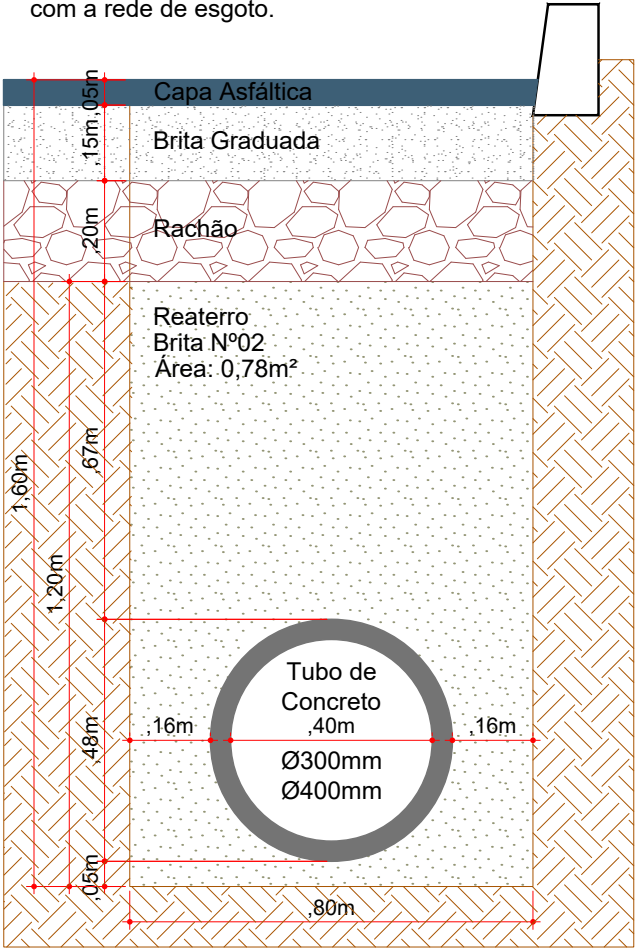 com a rede de esgoto.
Capa Asfáltica
,05m
Brita Graduada
,15m
Rachão
,20m
Reaterro
Brita Nº02
Área: 0,78m²
,67m
1,60m
1,20m
Tubo de
Concreto
,16m
,40m
,16m
,48m
Ø300mm
Ø400mm
,05m
,80m